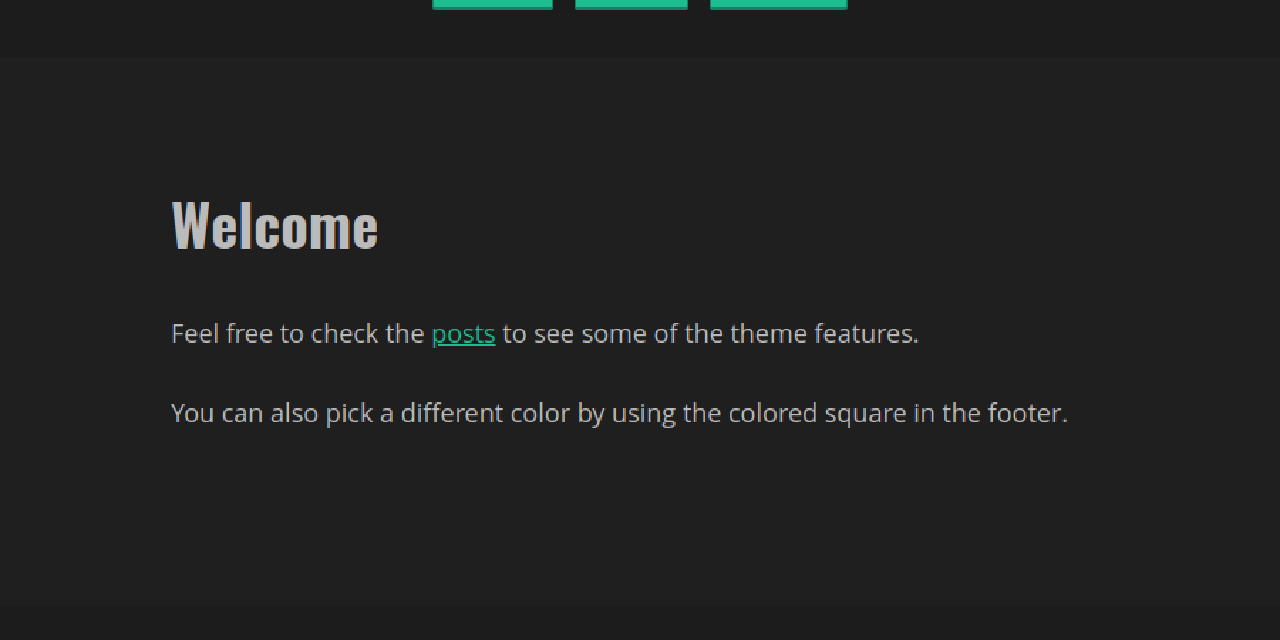 Welcome
Feel free to check the posts to see some of the theme features.
You can also pick a different color by using the colored square in the footer.